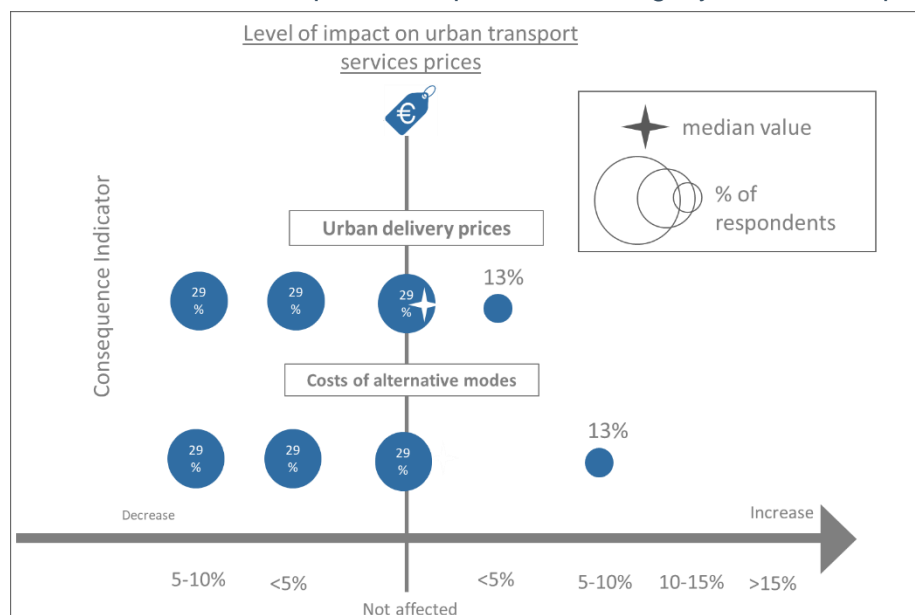 Level of impact on urban transport
services prices
€
median value
% of
respondents
Consequence Indicator
Urban delivery prices
29
%
29
%
29
%
13%
Costs of alternative modes
29
%
29
%
29
%
13%
Decrease
Increase
5-10%
<5%
<5%
5-10%
10-15%
>15%
Not affected